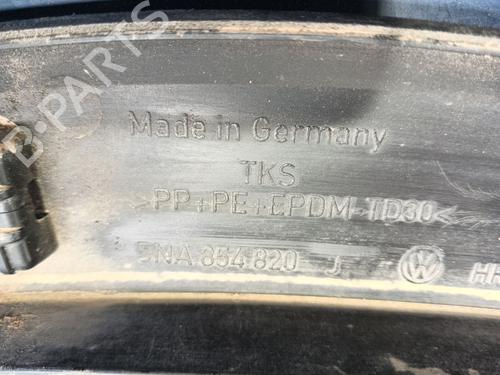 B-PARTS
Made in Germany
TKS
>PP+PE+EPDM-TD30<
5NA 854 820 J